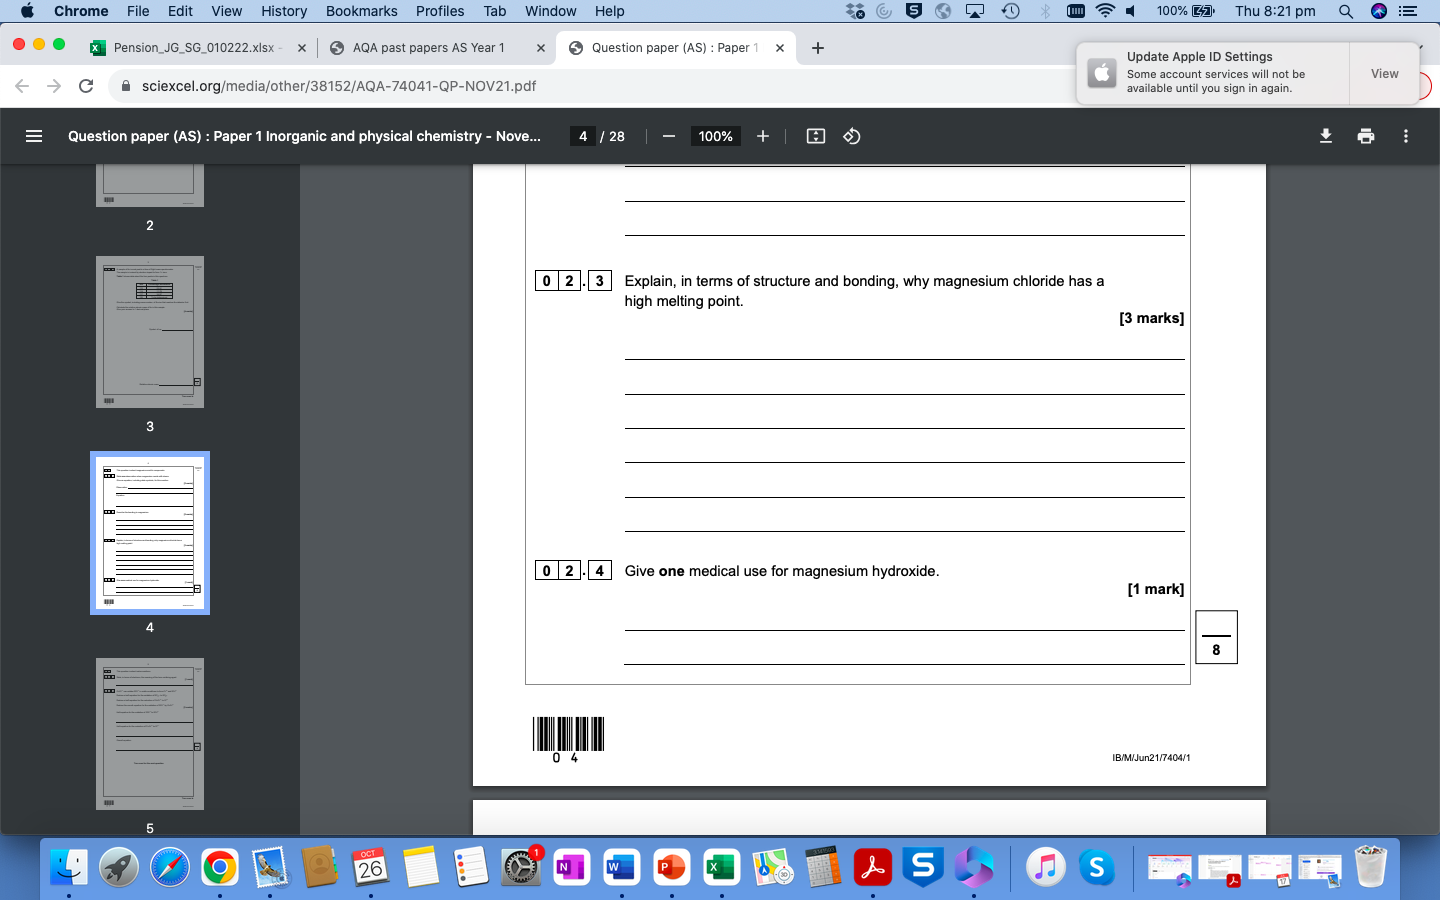 Chrome File Edit View History Bookmarks Profiles Tab Window Help 100% Thu 8:21 pm
Pension_JG_SG_010222.xlsx -
AQA past papers AS Year 1
Question paper (AS) : Paper 1
Update Apple ID Settings
Some account services will not be
available until you sign in again.
View
sciexcel.org/media/other/38152/AQA-74041-QP-NOV21.pdf
Question paper (AS) : Paper 1 Inorganic and physical chemistry - Nove... 4 / 28 100%
2
3
4
5
0 2 . 3 Explain, in terms of structure and bonding, why magnesium chloride has a
high melting point.
[3 marks]
0 2 . 4 Give one medical use for magnesium hydroxide.
[1 mark]
8
0 4
IB/M/Jun21/7404/1
OCT
26
1
N
W
P
X
3D
S
S
17